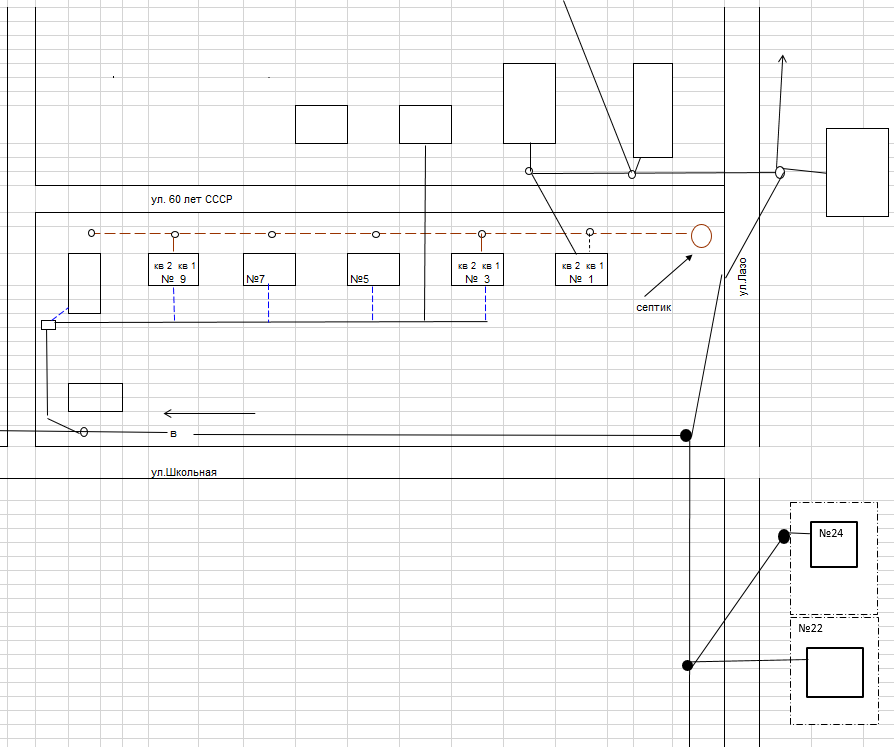 ул. 60 лет СССР
кв 2 кв 1
№ 9
№7
№5
кв 2 кв 1
№ 3
кв 2 кв 1
№ 1
септик
ул.Лазо
в
ул.Школьная
№24
№22